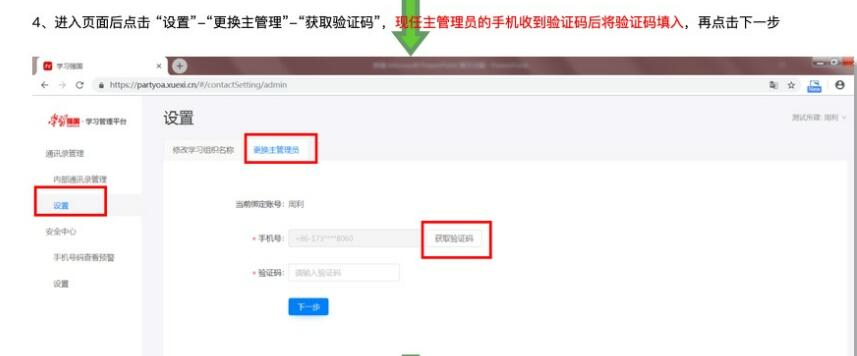 4、进入页面后点击“设置”–“更换主管理”–“获取验证码”，现任主管理员的手机收到验证码后将验证码填入，再点击下一步
学习强国
https://partyoa.xuexi.cn/#/contactSetting/admin
New
学习强国·学习管理平台
设置
测试所建: 周利
通讯录管理
修改学习组织名称
更换主管理员
内部通讯录管理
设置
当前绑定账号: 周利
安全中心
* 手机号:
+86-173****8060
获取验证码
手机号码查看预警
* 验证码:
请输入验证码
设置
下一步